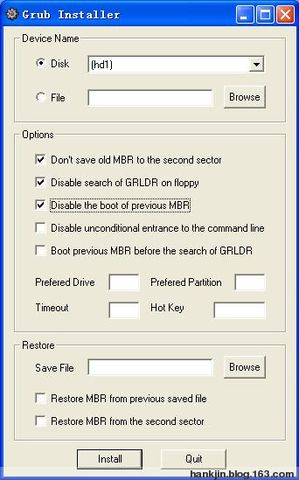 Grub Installer
Device Name
Disk
(hd1)
File
Browse
Options
Don't save old MBR to the second sector
Disable search of GRLDR on floppy
Disable the boot of previous MBR
Disable unconditional entrance to the command line
Boot previous MBR before the search of GRLDR
Prefered Drive
Prefered Partition
Timeout
Hot Key
Restore
Save File
Browse
Restore MBR from previous saved file
Restore MBR from the second sector
Install
Quit
hankjin.blog.163.com